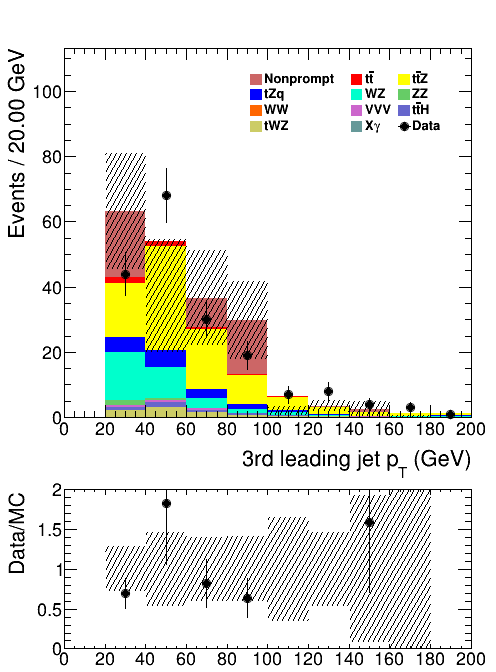 Events / 20.00 GeV
100
80
60
40
20
0
Nonprompt tt̄ tt̄Z
tZq WZ ZZ
WW VVV tt̄H
tWZ Xγ Data
0 20 40 60 80 100 120 140 160 180 200
3rd leading jet p_T (GeV)
Data/MC
2
1.5
1
0.5
0
0 20 40 60 80 100 120 140 160 180 200